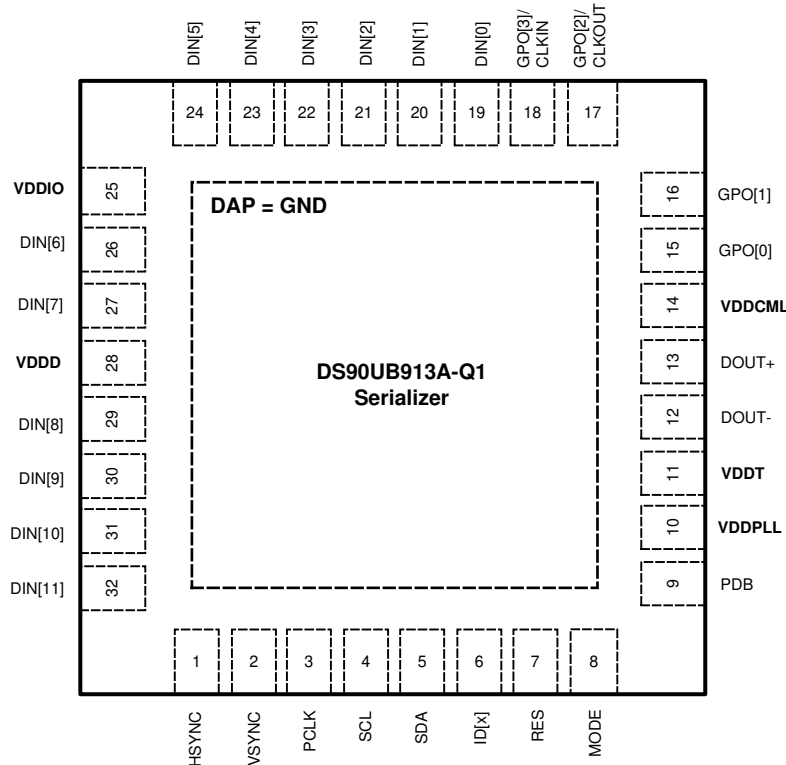 DIN[5]
DIN[4]
DIN[3]
DIN[2]
DIN[1]
DIN[0]
GPO[3]/
CLKIN
GPO[2]/
CLKOUT
24
23
22
21
20
19
18
17
VDDIO
25
DIN[6]
26
DIN[7]
27
VDDD
28
DIN[8]
29
DIN[9]
30
DIN[10]
31
DIN[11]
32
DAP = GND
DS90UB913A-Q1
Serializer
16
GPO[1]
15
GPO[0]
14
VDDCML
13
DOUT+
12
DOUT-
11
VDDT
10
VDDPLL
9
PDB
1
2
3
4
5
6
7
8
HSYNC
VSYNC
PCLK
SCL
SDA
ID[x]
RES
MODE